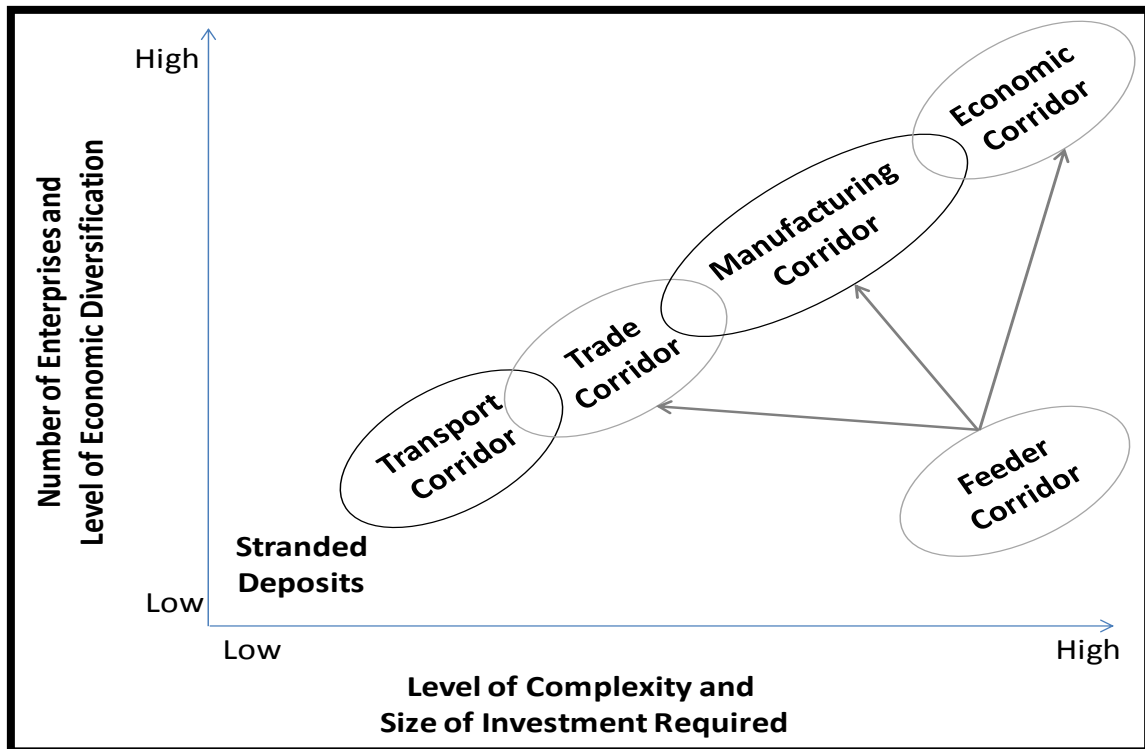 High
Number of Enterprises and
Level of Economic Diversification
Economic
Corridor
Manufacturing
Corridor
Trade
Corridor
Transport
Corridor
Feeder
Corridor
Stranded
Deposits
Low
Low
High
Level of Complexity and
Size of Investment Required